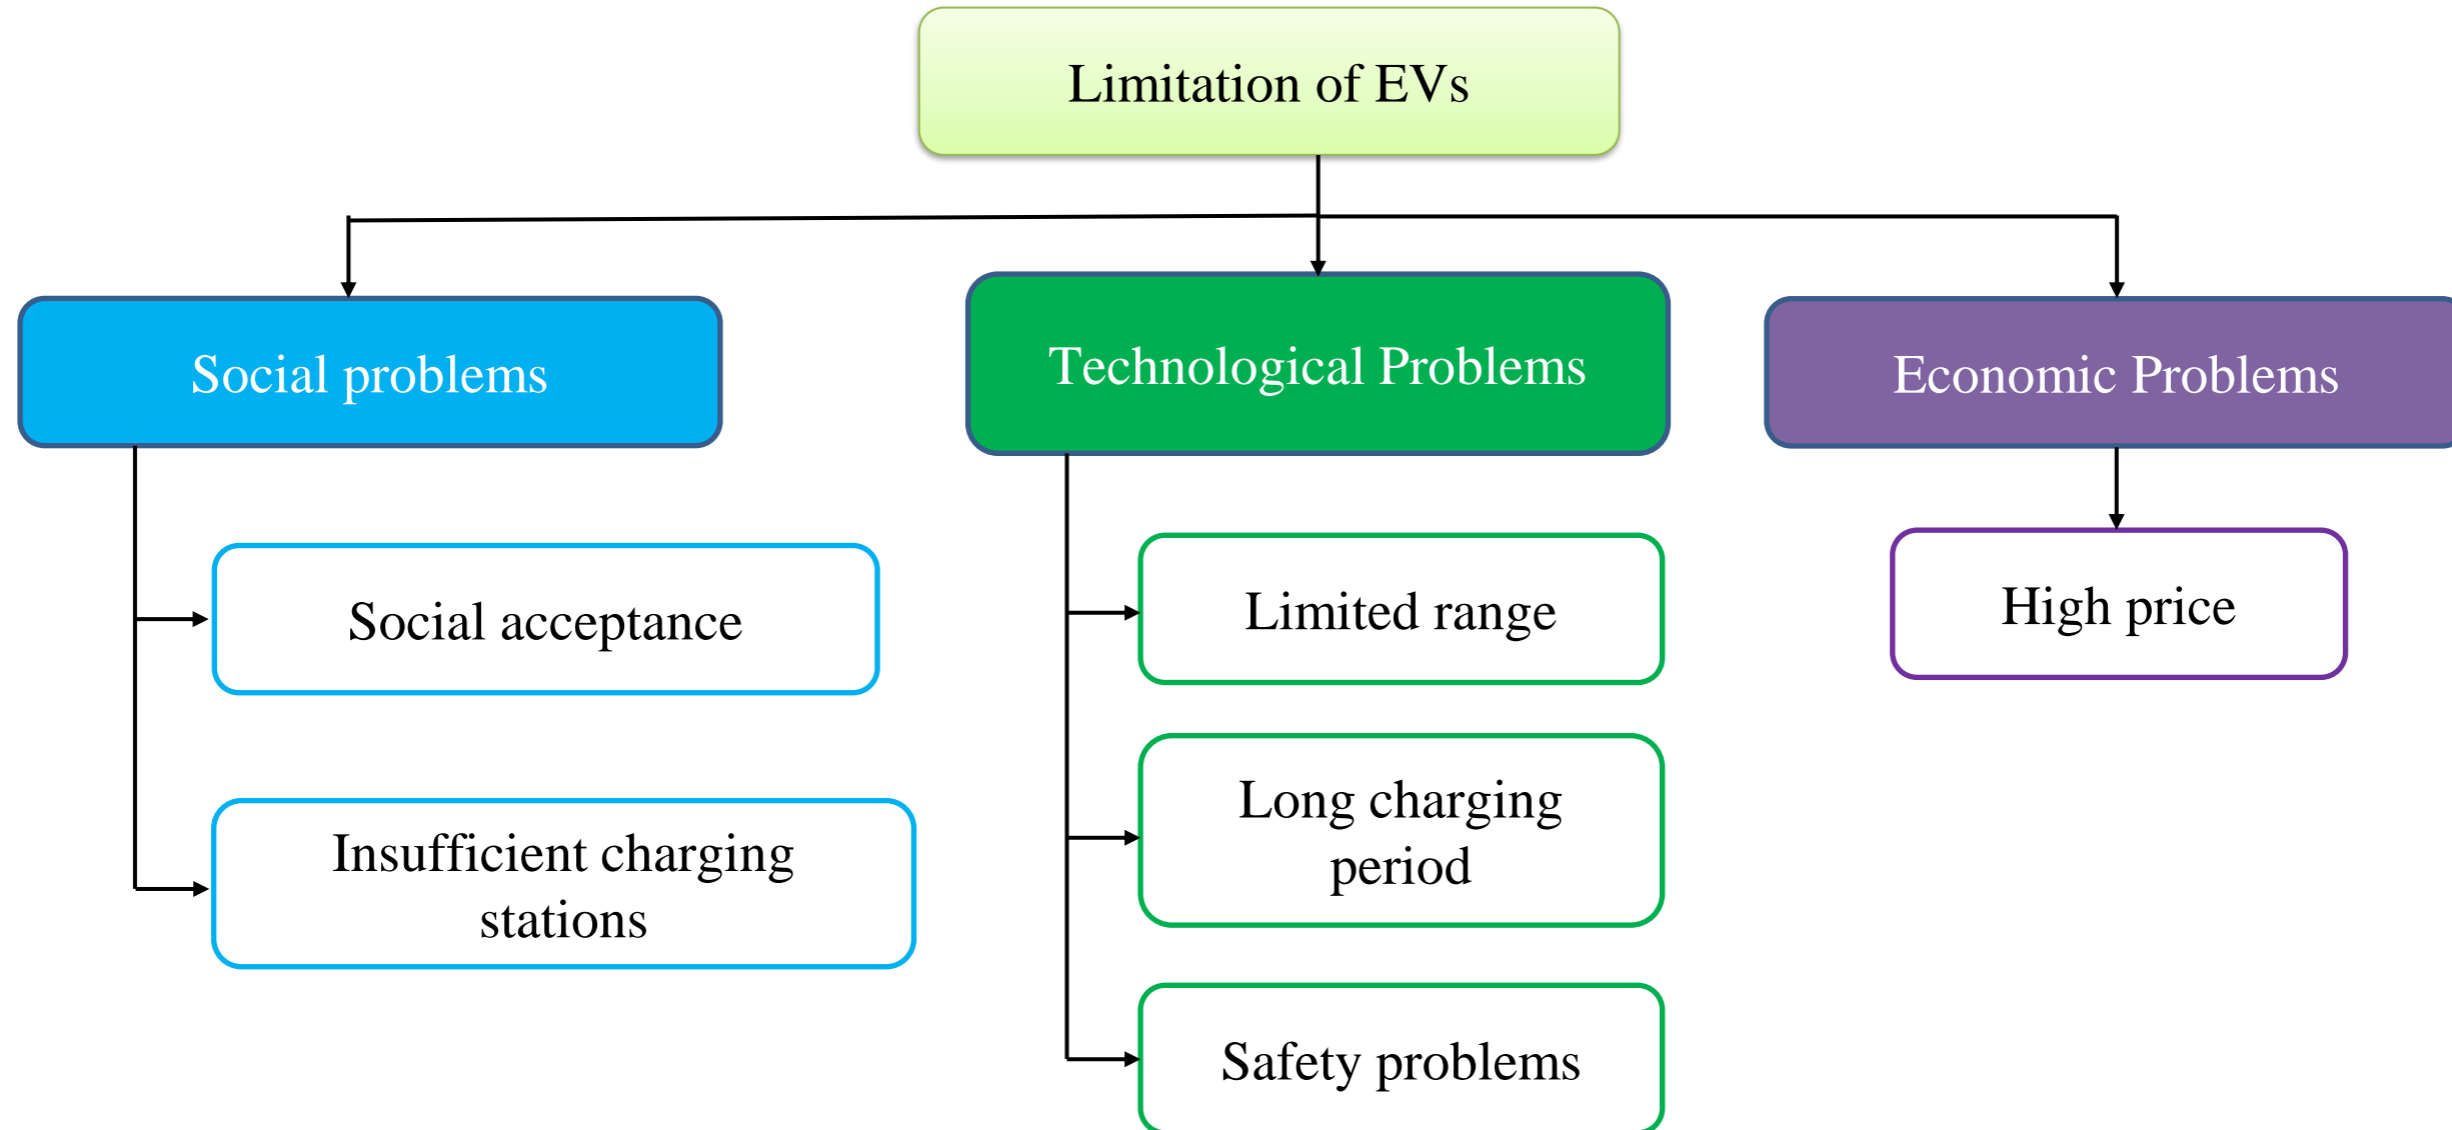 Limitation of EVs
Social problems
Technological Problems
Economic Problems
Social acceptance
Insufficient charging
stations
Limited range
Long charging
period
Safety problems
High price